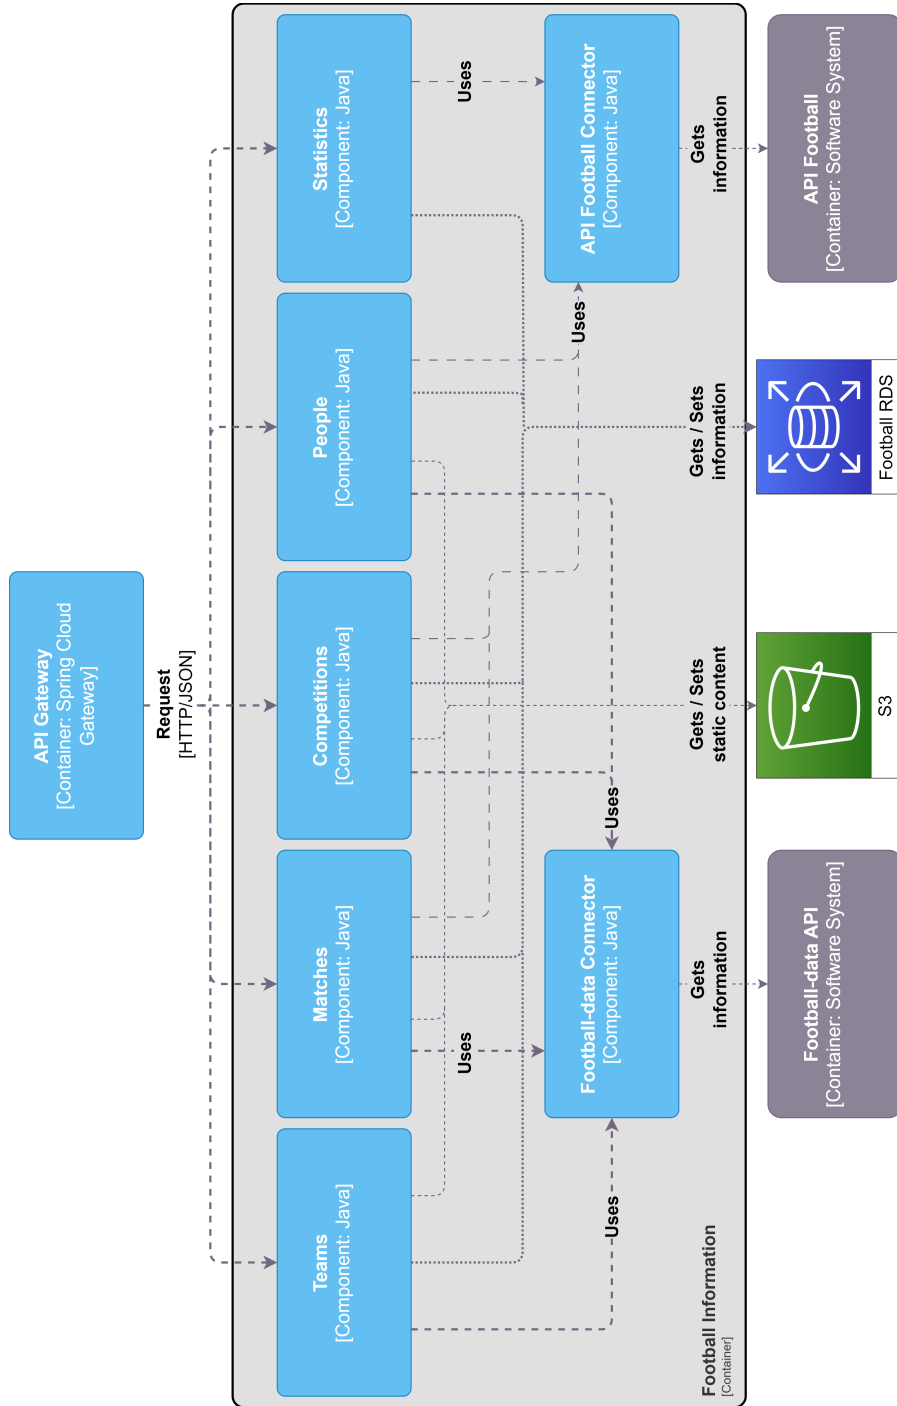 API Gateway
[Container: Spring Cloud
Gateway]
Request
[HTTP/JSON]
Teams
[Component: Java]
Matches
[Component: Java]
Competitions
[Component: Java]
People
[Component: Java]
Statistics
[Component: Java]
Uses
Uses
Uses
Uses
Uses
Football-data Connector
[Component: Java]
API Football Connector
[Component: Java]
Gets
information
Gets / Sets
static content
Gets / Sets
information
Gets
information
Football Information
[Container]
Football-data API
[Container: Software System]
S3
Football RDS
API Football
[Container: Software System]